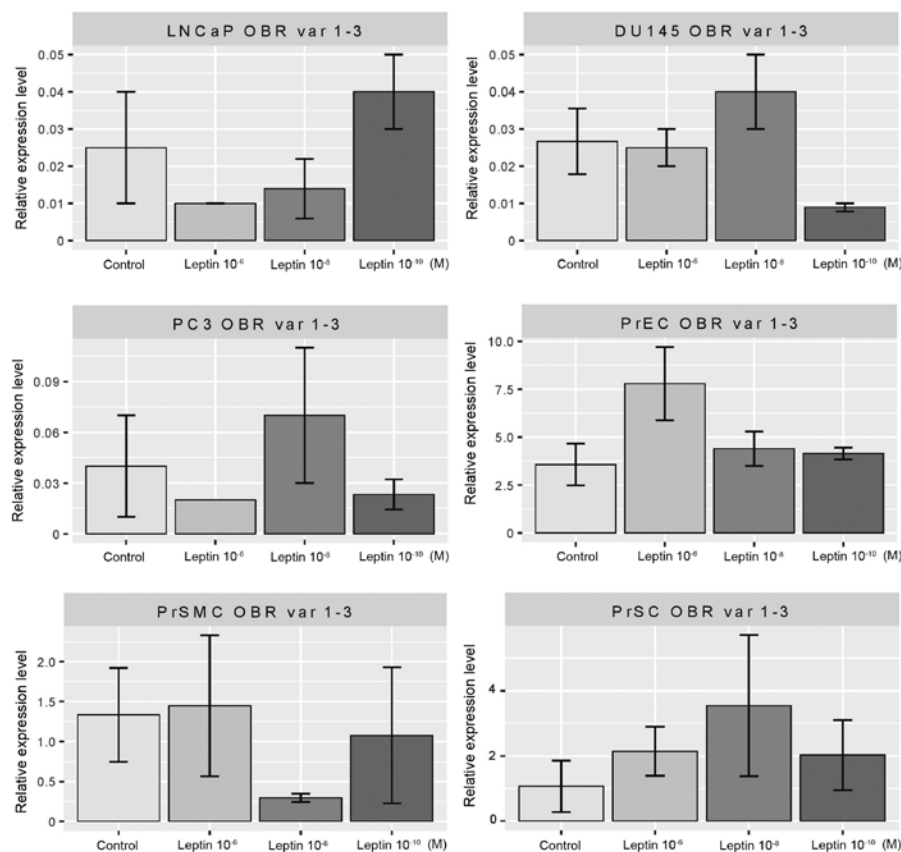 LNCaP OBR var 1-3
Relative expression level
0.05
0.04
0.03
0.02
0.01
0
Control Leptin 10⁻⁶ Leptin 10⁻⁸ Leptin 10⁻¹⁰ (M)
DU145 OBR var 1-3
Relative expression level
0.05
0.04
0.03
0.02
0.01
0
Control Leptin 10⁻⁶ Leptin 10⁻⁸ Leptin 10⁻¹⁰ (M)
PC3 OBR var 1-3
Relative expression level
0.09
0.06
0.03
0
Control Leptin 10⁻⁶ Leptin 10⁻⁸ Leptin 10⁻¹⁰ (M)
PrEC OBR var 1-3
Relative expression level
10.0
7.5
5.0
2.5
0
Control Leptin 10⁻⁶ Leptin 10⁻⁸ Leptin 10⁻¹⁰ (M)
PrSMC OBR var 1-3
Relative expression level
2.0
1.5
1.0
0.5
0
Control Leptin 10⁻⁶ Leptin 10⁻⁸ Leptin 10⁻¹⁰ (M)
PrSC OBR var 1-3
Relative expression level
4
2
0
Control Leptin 10⁻⁶ Leptin 10⁻⁸ Leptin 10⁻¹⁰ (M)